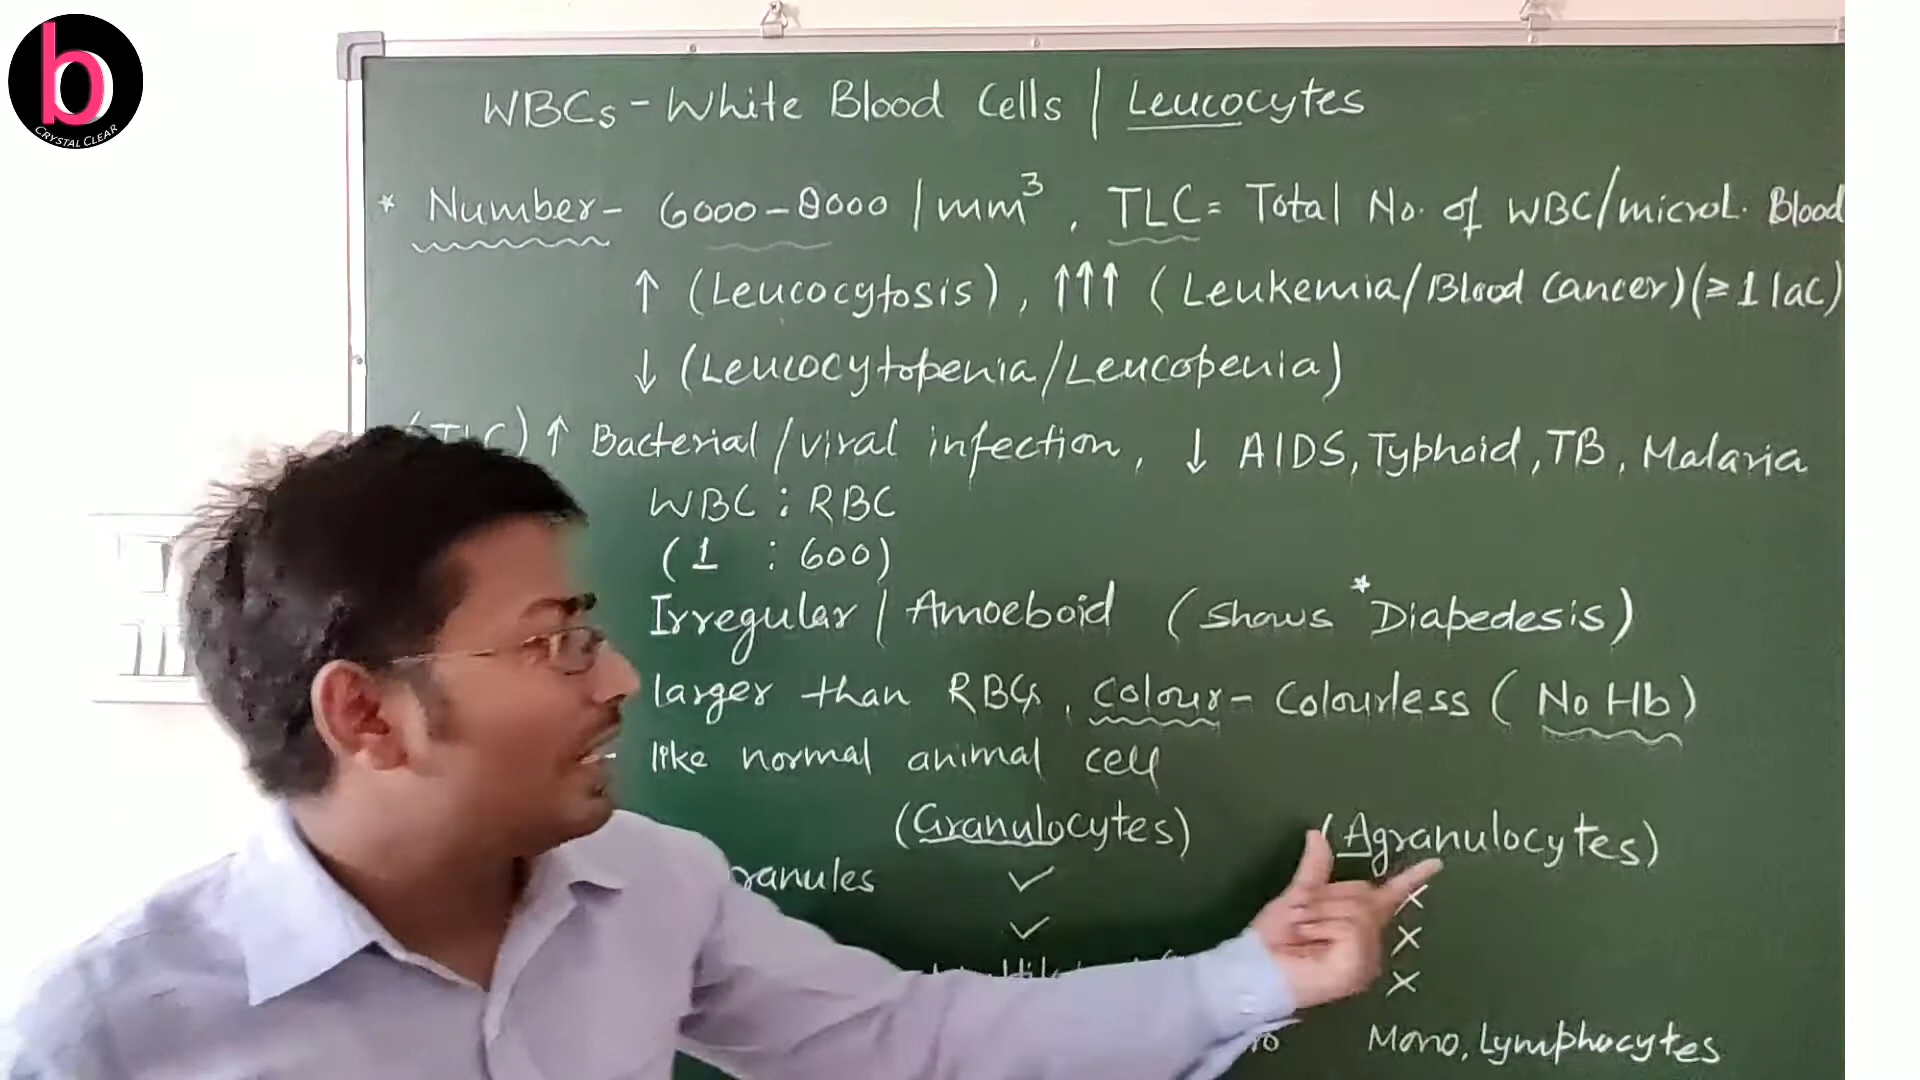 b
CRYSTAL CLEAR
WBCs - White Blood Cells | Leucocytes
* Number - 6000-8000 / mm³ , TLC = Total No. of WBC/microL. Blood
↑ (Leucocytosis) , ↑↑↑ (Leukemia/Blood Cancer) (≥ 1 lac)
↓ (Leucocytopenia/Leucopenia)
(TLC) ↑ Bacterial/viral infection, ↓ AIDS, Typhoid, TB, Malaria
WBC : RBC
(1 : 600)
Irregular / Amoeboid (Shows *Diapedesis)
larger than RBCs, Colour - Colourless (No Hb)
- like normal animal cell
(Granulocytes) (Agranulocytes)
ranules ✓ ×
✓ ×
×
Mono, Lymphocytes